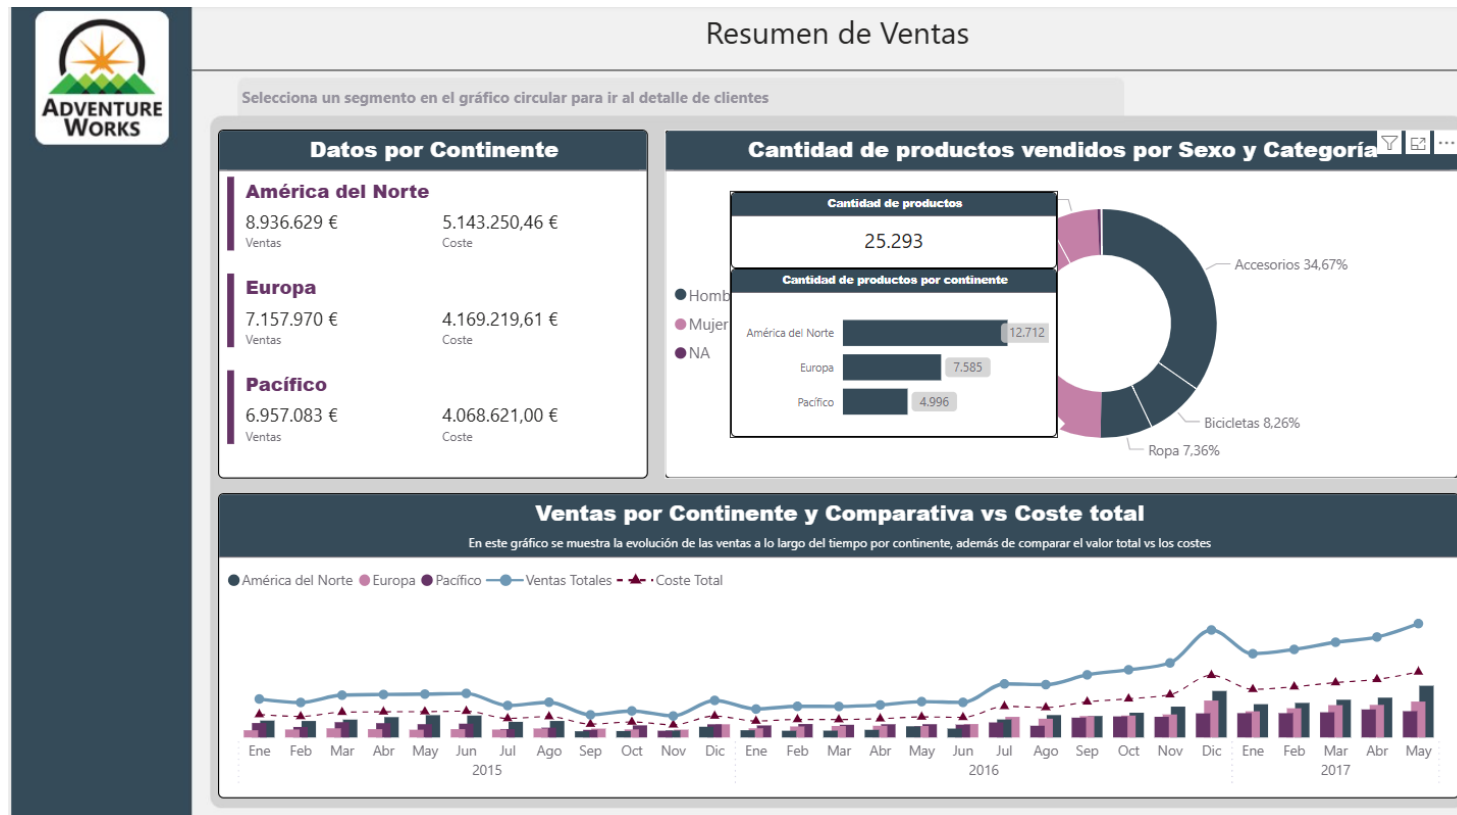 ADVENTURE
WORKS
Resumen de Ventas
Selecciona un segmento en el gráfico circular para ir al detalle de clientes
Datos por Continente
América del Norte
8.936.629 € 5.143.250,46 €
Ventas Coste
Europa
7.157.970 € 4.169.219,61 €
Ventas Coste
Pacífico
6.957.083 € 4.068.621,00 €
Ventas Coste
Cantidad de productos vendidos por Sexo y Categoría
Homb
Mujer
NA
Cantidad de productos
25.293
Cantidad de productos por continente
América del Norte 12.712
Europa 7.585
Pacífico 4.996
Accesorios 34,67%
Bicicletas 8,26%
Ropa 7,36%
Ventas por Continente y Comparativa vs Coste total
En este gráfico se muestra la evolución de las ventas a lo largo del tiempo por continente, además de comparar el valor total vs los costes
América del Norte Europa Pacífico Ventas Totales Coste Total
Ene Feb Mar Abr May Jun Jul Ago Sep Oct Nov Dic Ene Feb Mar Abr May Jun Jul Ago Sep Oct Nov Dic Ene Feb Mar Abr May
2015 2016 2017